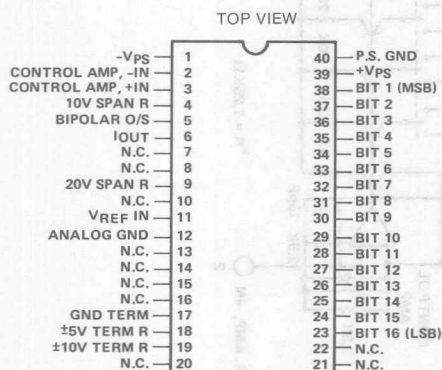 TOP VIEW
-VPS 1 40 P.S. GND
CONTROL AMP, -IN 2 39 +VPS
CONTROL AMP, +IN 3 38 BIT 1 (MSB)
10V SPAN R 4 37 BIT 2
BIPOLAR O/S 5 36 BIT 3
IOUT 6 35 BIT 4
N.C. 7 34 BIT 5
N.C. 8 33 BIT 6
20V SPAN R 9 32 BIT 7
N.C. 10 31 BIT 8
VREF IN 11 30 BIT 9
ANALOG GND 12 29 BIT 10
N.C. 13 28 BIT 11
N.C. 14 27 BIT 12
N.C. 15 26 BIT 13
N.C. 16 25 BIT 14
GND TERM 17 24 BIT 15
±5V TERM R 18 23 BIT 16 (LSB)
±10V TERM R 19 22 N.C.
N.C. 20 21 N.C.